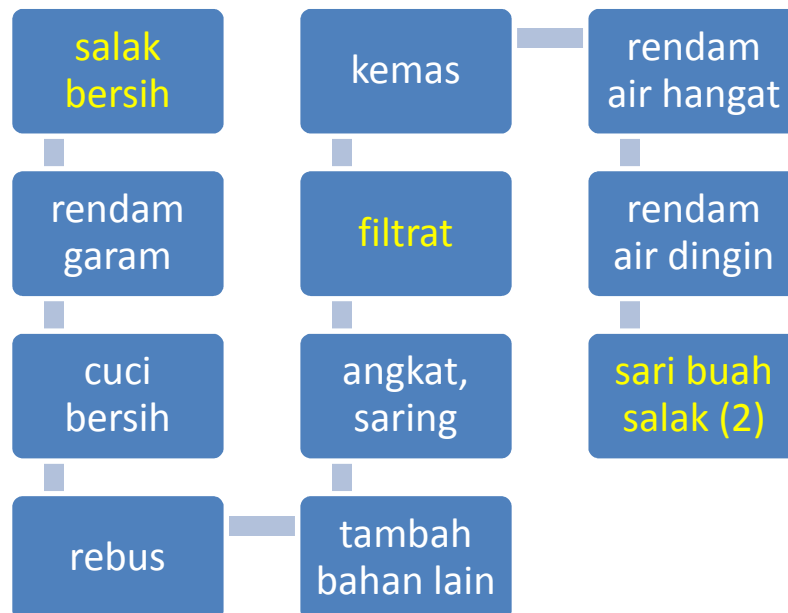 salak
bersih
rendam
garam
cuci
bersih
rebus
tambah
bahan lain
angkat,
saring
filtrat
kemas
rendam
air hangat
rendam
air dingin
sari buah
salak (2)